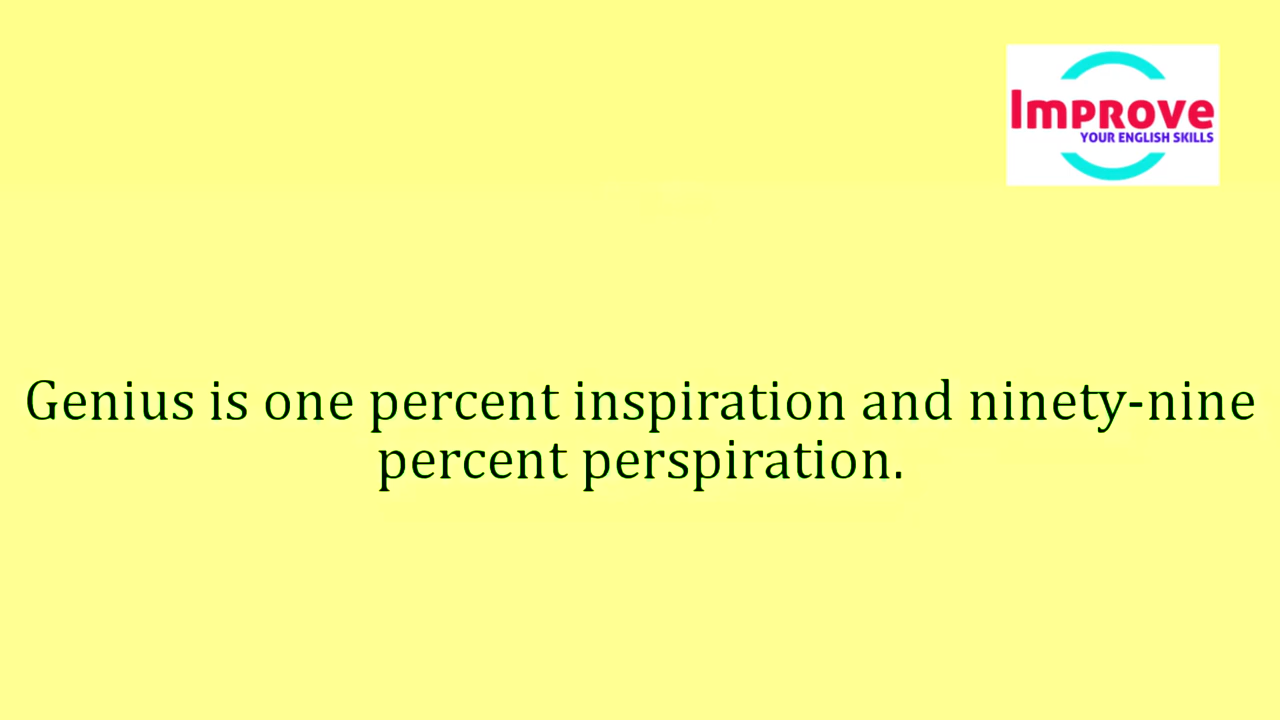 Improve
YOUR ENGLISH SKILLS
Genius is one percent inspiration and ninety-nine
percent perspiration.